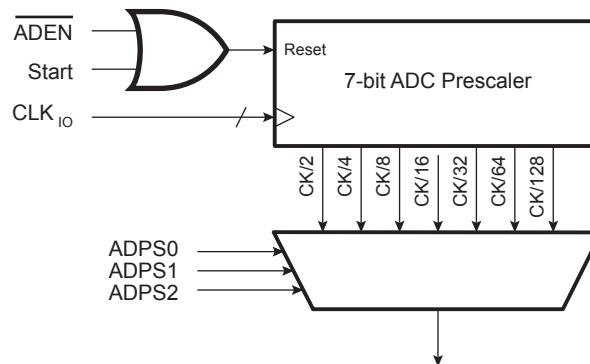 ADEN
Start
CLK IO
Reset
7-bit ADC Prescaler
CK/2
CK/4
CK/8
CK/16
CK/32
CK/64
CK/128
ADPS0
ADPS1
ADPS2